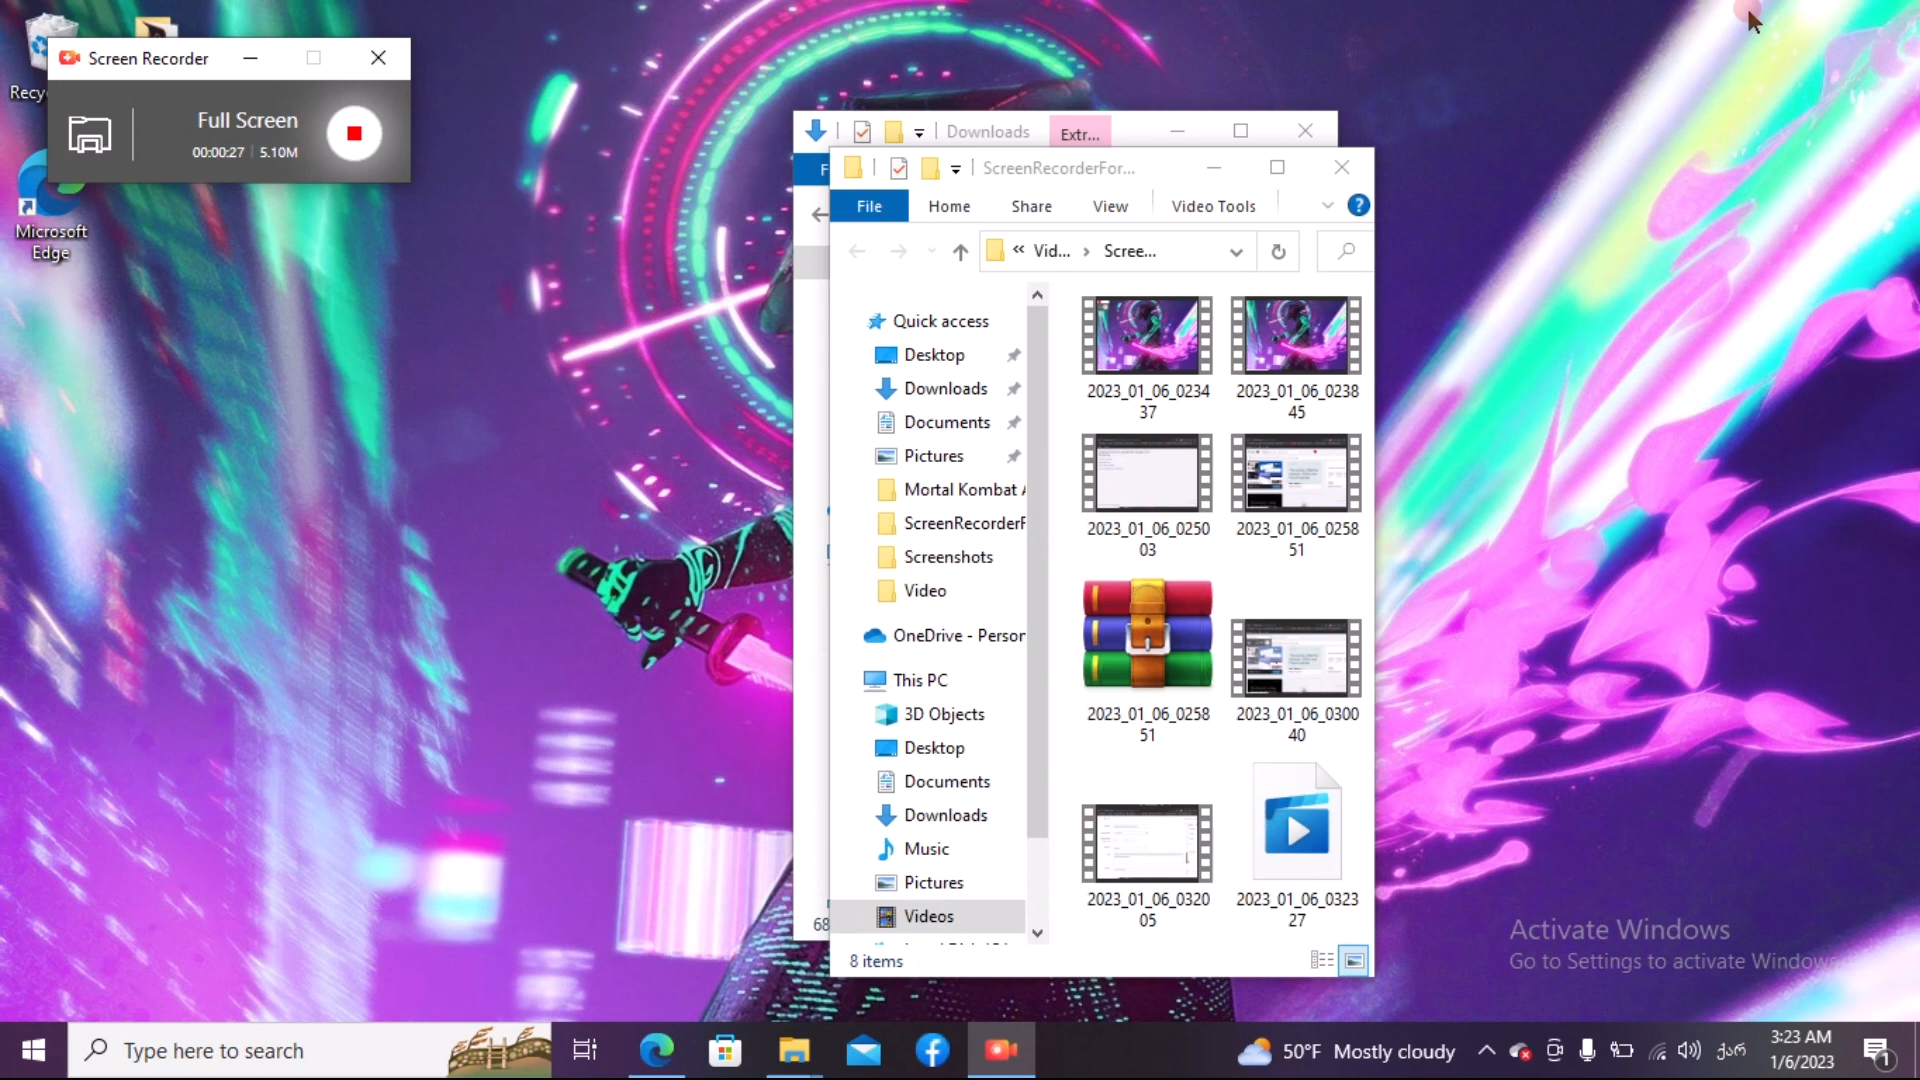 Recy
Screen Recorder
Full Screen
00:00:27 | 5.10M
Microsoft
Edge
Downloads
Extr...
F
ScreenRecorderFor...
File
Home
Share
View
Video Tools
?
« Vid... › Scree...
Quick access
Desktop
Downloads
Documents
Pictures
Mortal Kombat
ScreenRecorderF
Screenshots
Video
OneDrive - Person
This PC
3D Objects
Desktop
Documents
Downloads
Music
Pictures
Videos
2023_01_06_0234
37
2023_01_06_0238
45
2023_01_06_0250
03
2023_01_06_0258
51
2023_01_06_0258
51
2023_01_06_0300
40
2023_01_06_0320
05
2023_01_06_0323
27
68
8 items
Activate Windows
Go to Settings to activate Windows.
Type here to search
50°F Mostly cloudy
ქარ
3:23 AM
1/6/2023
1